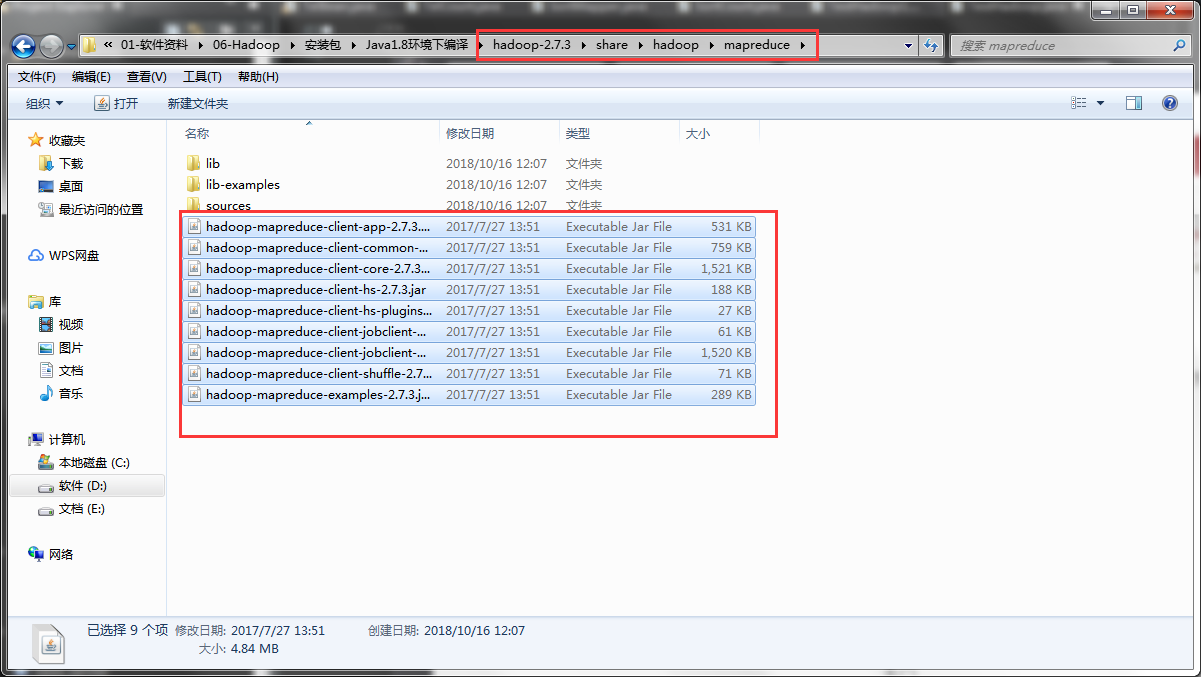 « 01-软件资料 ▸ 06-Hadoop ▸ 安装包 ▸ Java1.8环境下编译 ▸ hadoop-2.7.3 ▸ share ▸ hadoop ▸ mapreduce ▸ 搜索 mapreduce
文件(F) 编辑(E) 查看(V) 工具(T) 帮助(H)
组织 打开 新建文件夹
收藏夹
下载
桌面
最近访问的位置
WPS网盘
库
视频
图片
文档
音乐
计算机
本地磁盘 (C:)
软件 (D:)
文档 (E:)
网络
名称 修改日期 类型 大小
lib 2018/10/16 12:07 文件夹
lib-examples 2018/10/16 12:07 文件夹
sources 2018/10/16 12:07 文件夹
hadoop-mapreduce-client-app-2.7.3.... 2017/7/27 13:51 Executable Jar File 531 KB
hadoop-mapreduce-client-common-... 2017/7/27 13:51 Executable Jar File 759 KB
hadoop-mapreduce-client-core-2.7.3... 2017/7/27 13:51 Executable Jar File 1,521 KB
hadoop-mapreduce-client-hs-2.7.3.jar 2017/7/27 13:51 Executable Jar File 188 KB
hadoop-mapreduce-client-hs-plugins... 2017/7/27 13:51 Executable Jar File 27 KB
hadoop-mapreduce-client-jobclient-... 2017/7/27 13:51 Executable Jar File 61 KB
hadoop-mapreduce-client-jobclient-... 2017/7/27 13:51 Executable Jar File 1,520 KB
hadoop-mapreduce-client-shuffle-2.7... 2017/7/27 13:51 Executable Jar File 71 KB
hadoop-mapreduce-examples-2.7.3.j... 2017/7/27 13:51 Executable Jar File 289 KB
已选择 9 个项 修改日期: 2017/7/27 13:51 创建日期: 2018/10/16 12:07
大小: 4.84 MB